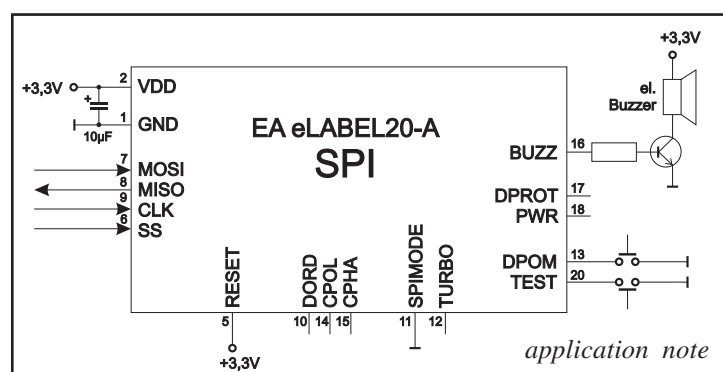 +3,3V
el.
Buzzer
+3,3V
2 VDD
+
10µF
1 GND
EA eLABEL20-A
SPI
7 MOSI
8 MISO
9 CLK
6 SS
BUZZ 16
DPROT 17
PWR 18
DPOM 13
TEST 20
RESET
DORD
CPOL
CPHA
SPIMODE
TURBO
5
10
14
15
11
12
+3,3V
application note